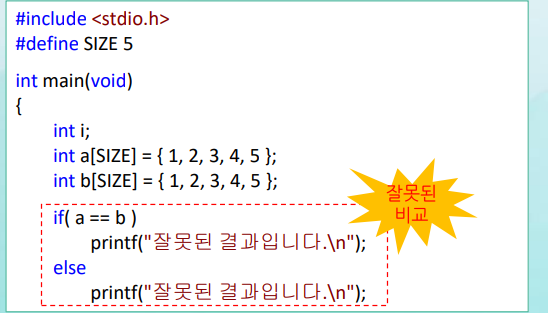 #include <stdio.h>
#define SIZE 5
int main(void)
{
int i;
int a[SIZE] = { 1, 2, 3, 4, 5 };
int b[SIZE] = { 1, 2, 3, 4, 5 };
잘못된
비교
if( a == b )
printf("잘못된 결과입니다.\n");
else
printf("잘못된 결과입니다.\n");